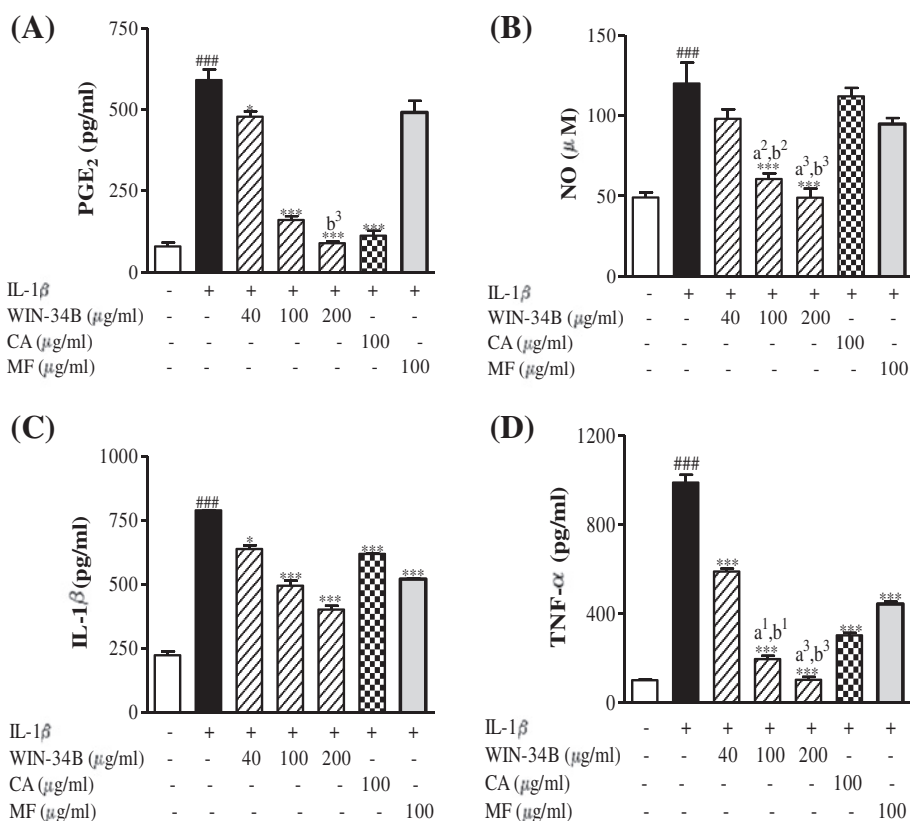 (A)
750
500
250
0
PGE2 (pg/ml)
###
*
***
b3
***
***
IL-1β - + + + + + +
WIN-34B (μg/ml) - - 40 100 200 - -
CA (μg/ml) - - - - - 100 -
MF (μg/ml) - - - - - - 100
(B)
150
100
50
0
NO (μM)
###
a2,b2
***
a3,b3
***
IL-1β - + + + + + +
WIN-34B (μg/ml) - - 40 100 200 - -
CA (μg/ml) - - - - - 100 -
MF (μg/ml) - - - - - - 100
(C)
1000
750
500
250
0
IL-1β (pg/ml)
###
*
***
***
***
***
IL-1β - + + + + + +
WIN-34B (μg/ml) - - 40 100 200 - -
CA (μg/ml) - - - - - 100 -
MF (μg/ml) - - - - - - 100
(D)
1200
800
400
0
TNF-α (pg/ml)
###
***
a1,b1
***
a3,b3
***
***
***
IL-1β - + + + + + +
WIN-34B (μg/ml) - - 40 100 200 - -
CA (μg/ml) - - - - - 100 -
MF (μg/ml) - - - - - - 100